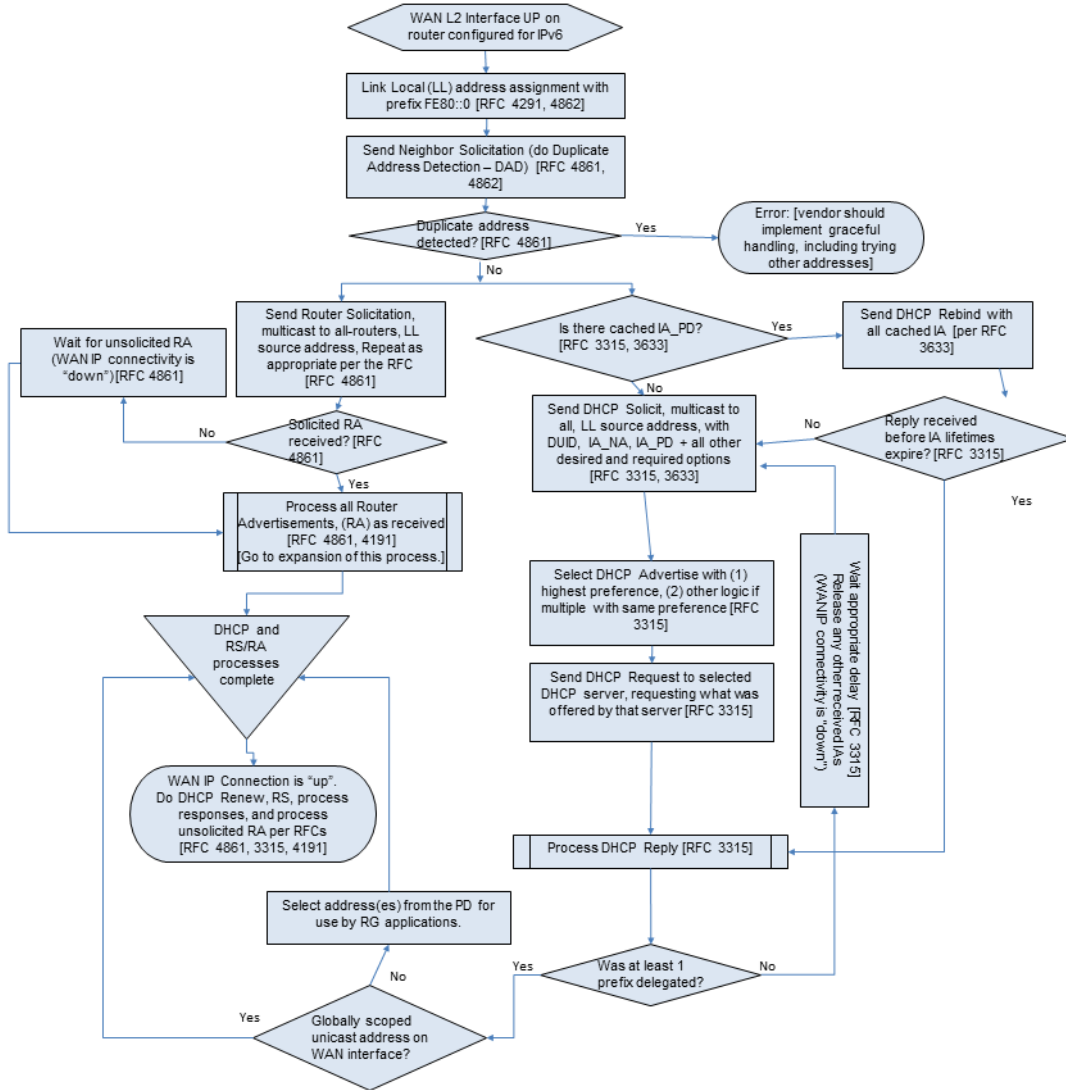 WAN L2 Interface UP on
router configured for IPv6
Link Local (LL) address assignment with
prefix FE80::0 [RFC 4291, 4862]
Send Neighbor Solicitation (do Duplicate
Address Detection – DAD) [RFC 4861,
4862]
Duplicate address
detected? [RFC 4861]
Yes
Error: [vendor should
implement graceful
handling, including trying
other addresses]
No
Send Router Solicitation,
multicast to all-routers, LL
source address, Repeat as
appropriate per the RFC
[RFC 4861]
Is there cached IA_PD?
[RFC 3315, 3633]
Yes
Send DHCP Rebind with
all cached IA [per RFC
3633]
Wait for unsolicited RA
(WAN IP connectivity is
“down”)[RFC 4861]
No
Solicited RA
received? [RFC
4861]
No
Yes
Send DHCP Solicit, multicast to
all, LL source address, with
DUID, IA_NA, IA_PD + all other
desired and required options
[RFC 3315, 3633]
No
Reply received
before IA lifetimes
expire? [RFC 3315]
Yes
Process all Router
Advertisements, (RA) as received
[RFC 4861, 4191]
[Go to expansion of this process.]
Select DHCP Advertise with (1)
highest preference, (2) other logic if
multiple with same preference [RFC
3315]
Wait appropriate delay [RFC 3315]
Release any other received IAs
(WANIP connectivity is “down”)
DHCP and
RS/RA
processes
complete
Send DHCP Request to selected
DHCP server, requesting what was
offered by that server [RFC 3315]
WAN IP Connection is “up”.
Do DHCP Renew, RS, process
responses, and process
unsolicited RA per RFCs
[RFC 4861, 3315, 4191]
Process DHCP Reply [RFC 3315]
Select address(es) from the PD for
use by RG applications.
No
Yes
Was at least 1
prefix delegated?
No
Yes
Globally scoped
unicast address on
WAN interface?